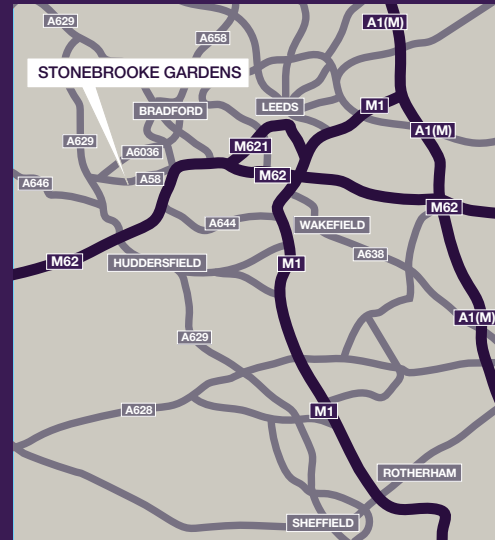 A629
A1(M)
A658
STONEBROOKE GARDENS
BRADFORD
LEEDS
M1
A1(M)
A629
A6036
M621
A646
A58
M62
M62
A644
WAKEFIELD
A638
M62
HUDDERSFIELD
M1
A1(M)
A629
A628
M1
ROTHERHAM
SHEFFIELD